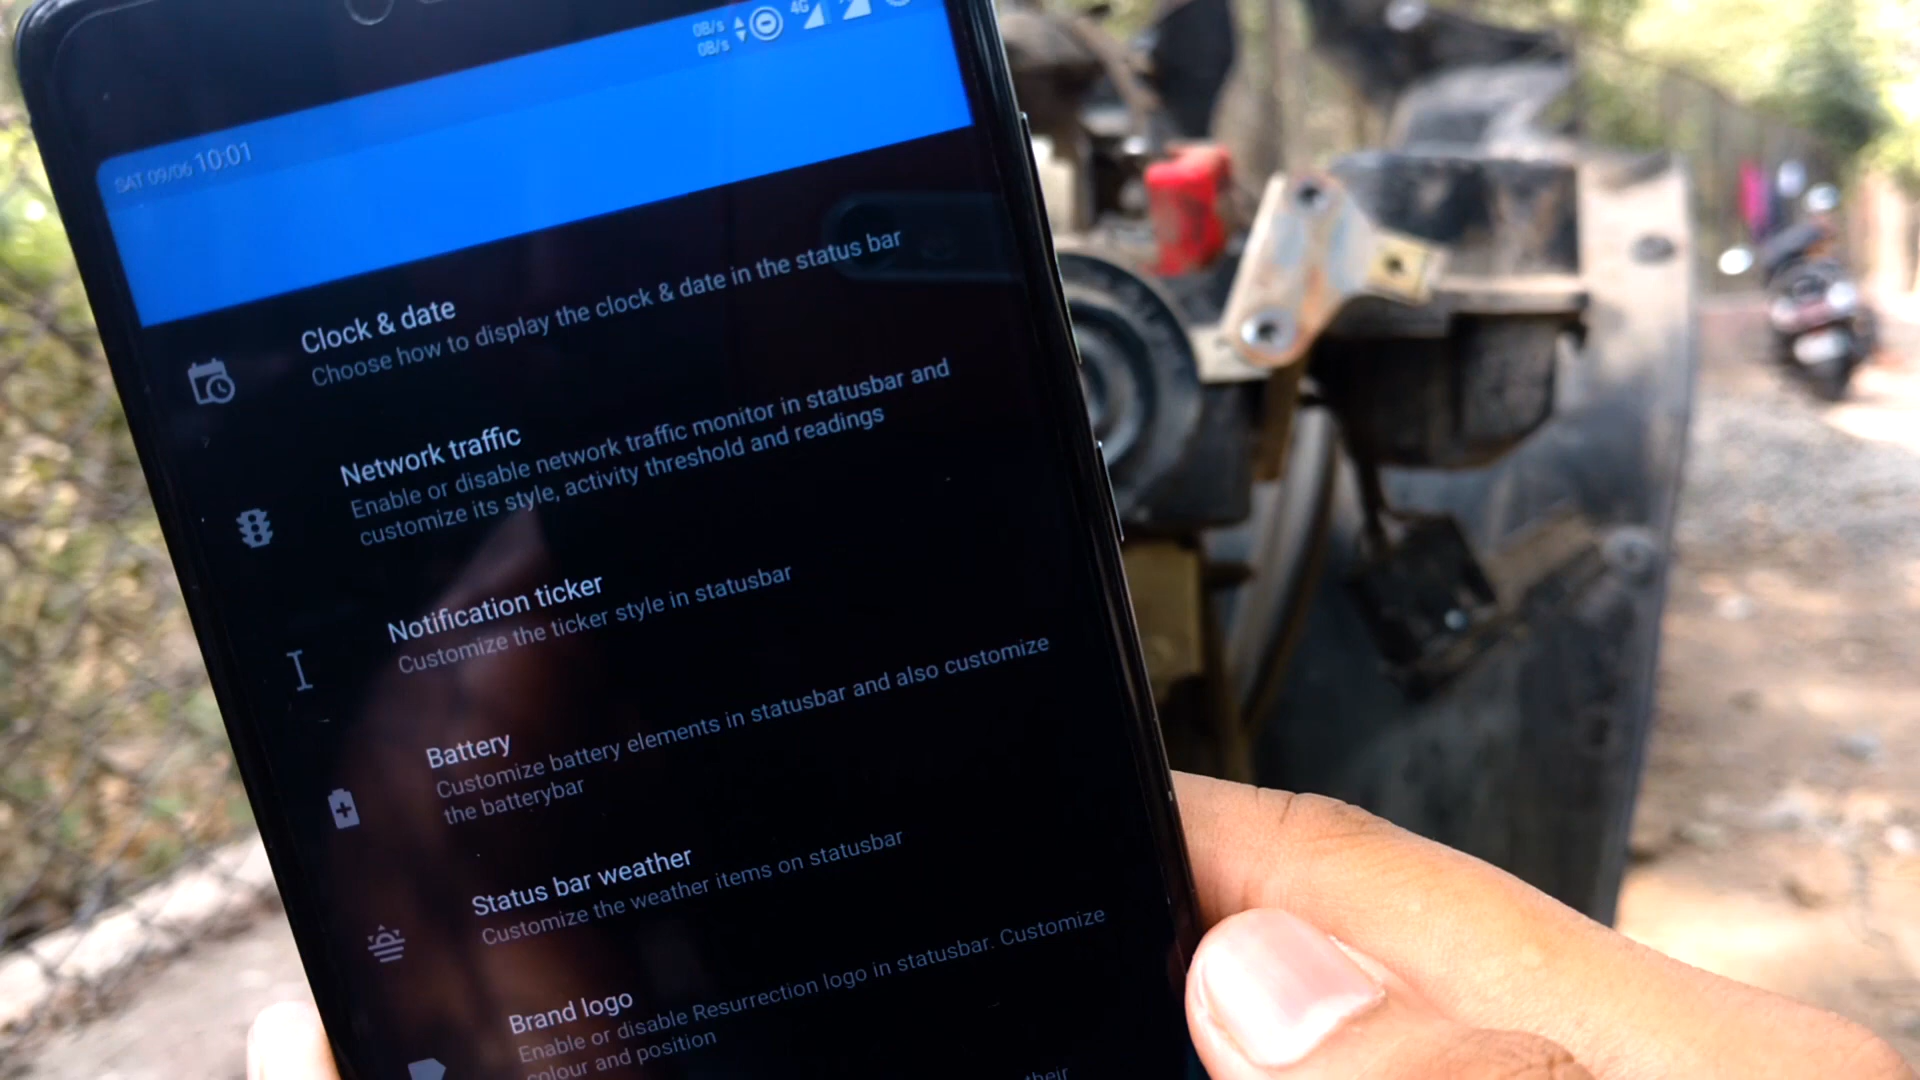 0B/s
0B/s
4G
SAT 09/06 10:01
Clock & date
Choose how to display the clock & date in the status bar
Network traffic
Enable or disable network traffic monitor in statusbar and
customize its style, activity threshold and readings
Notification ticker
Customize the ticker style in statusbar
Battery
Customize battery elements in statusbar and also customize
the batterybar
Status bar weather
Customize the weather items on statusbar
Brand logo
Enable or disable Resurrection logo in statusbar. Customize
colour and position
their